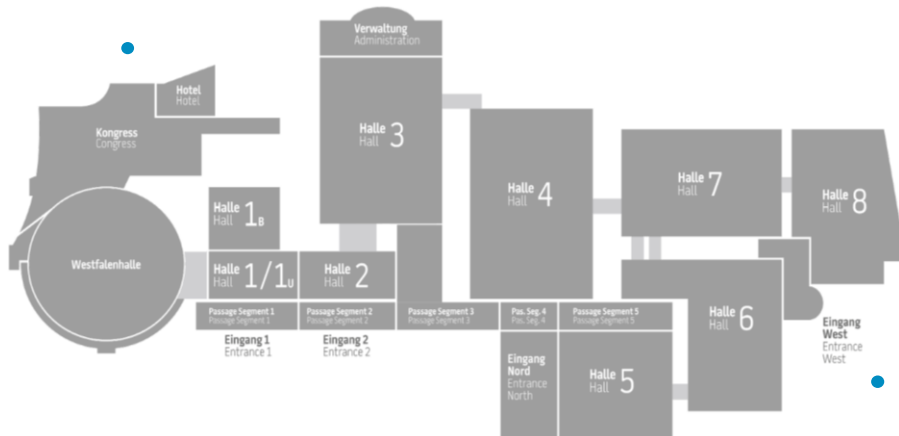 Verwaltung
Administration
Hotel
Hotel
Kongress
Congress
Halle 3
Hall
Halle 4
Hall
Halle 7
Hall
Halle 8
Hall
Halle 1B
Hall
Westfalenhalle
Halle 1/1U
Hall
Halle 2
Hall
Halle 6
Hall
Passage Segment 1
Passage Segment 1
Passage Segment 2
Passage Segment 2
Passage Segment 3
Passage Segment 3
Pas. Seg. 4
Pas. Seg. 4
Passage Segment 5
Passage Segment 5
Eingang 1
Entrance 1
Eingang 2
Entrance 2
Eingang
West
Entrance
West
Eingang
Nord
Entrance
North
Halle 5
Hall